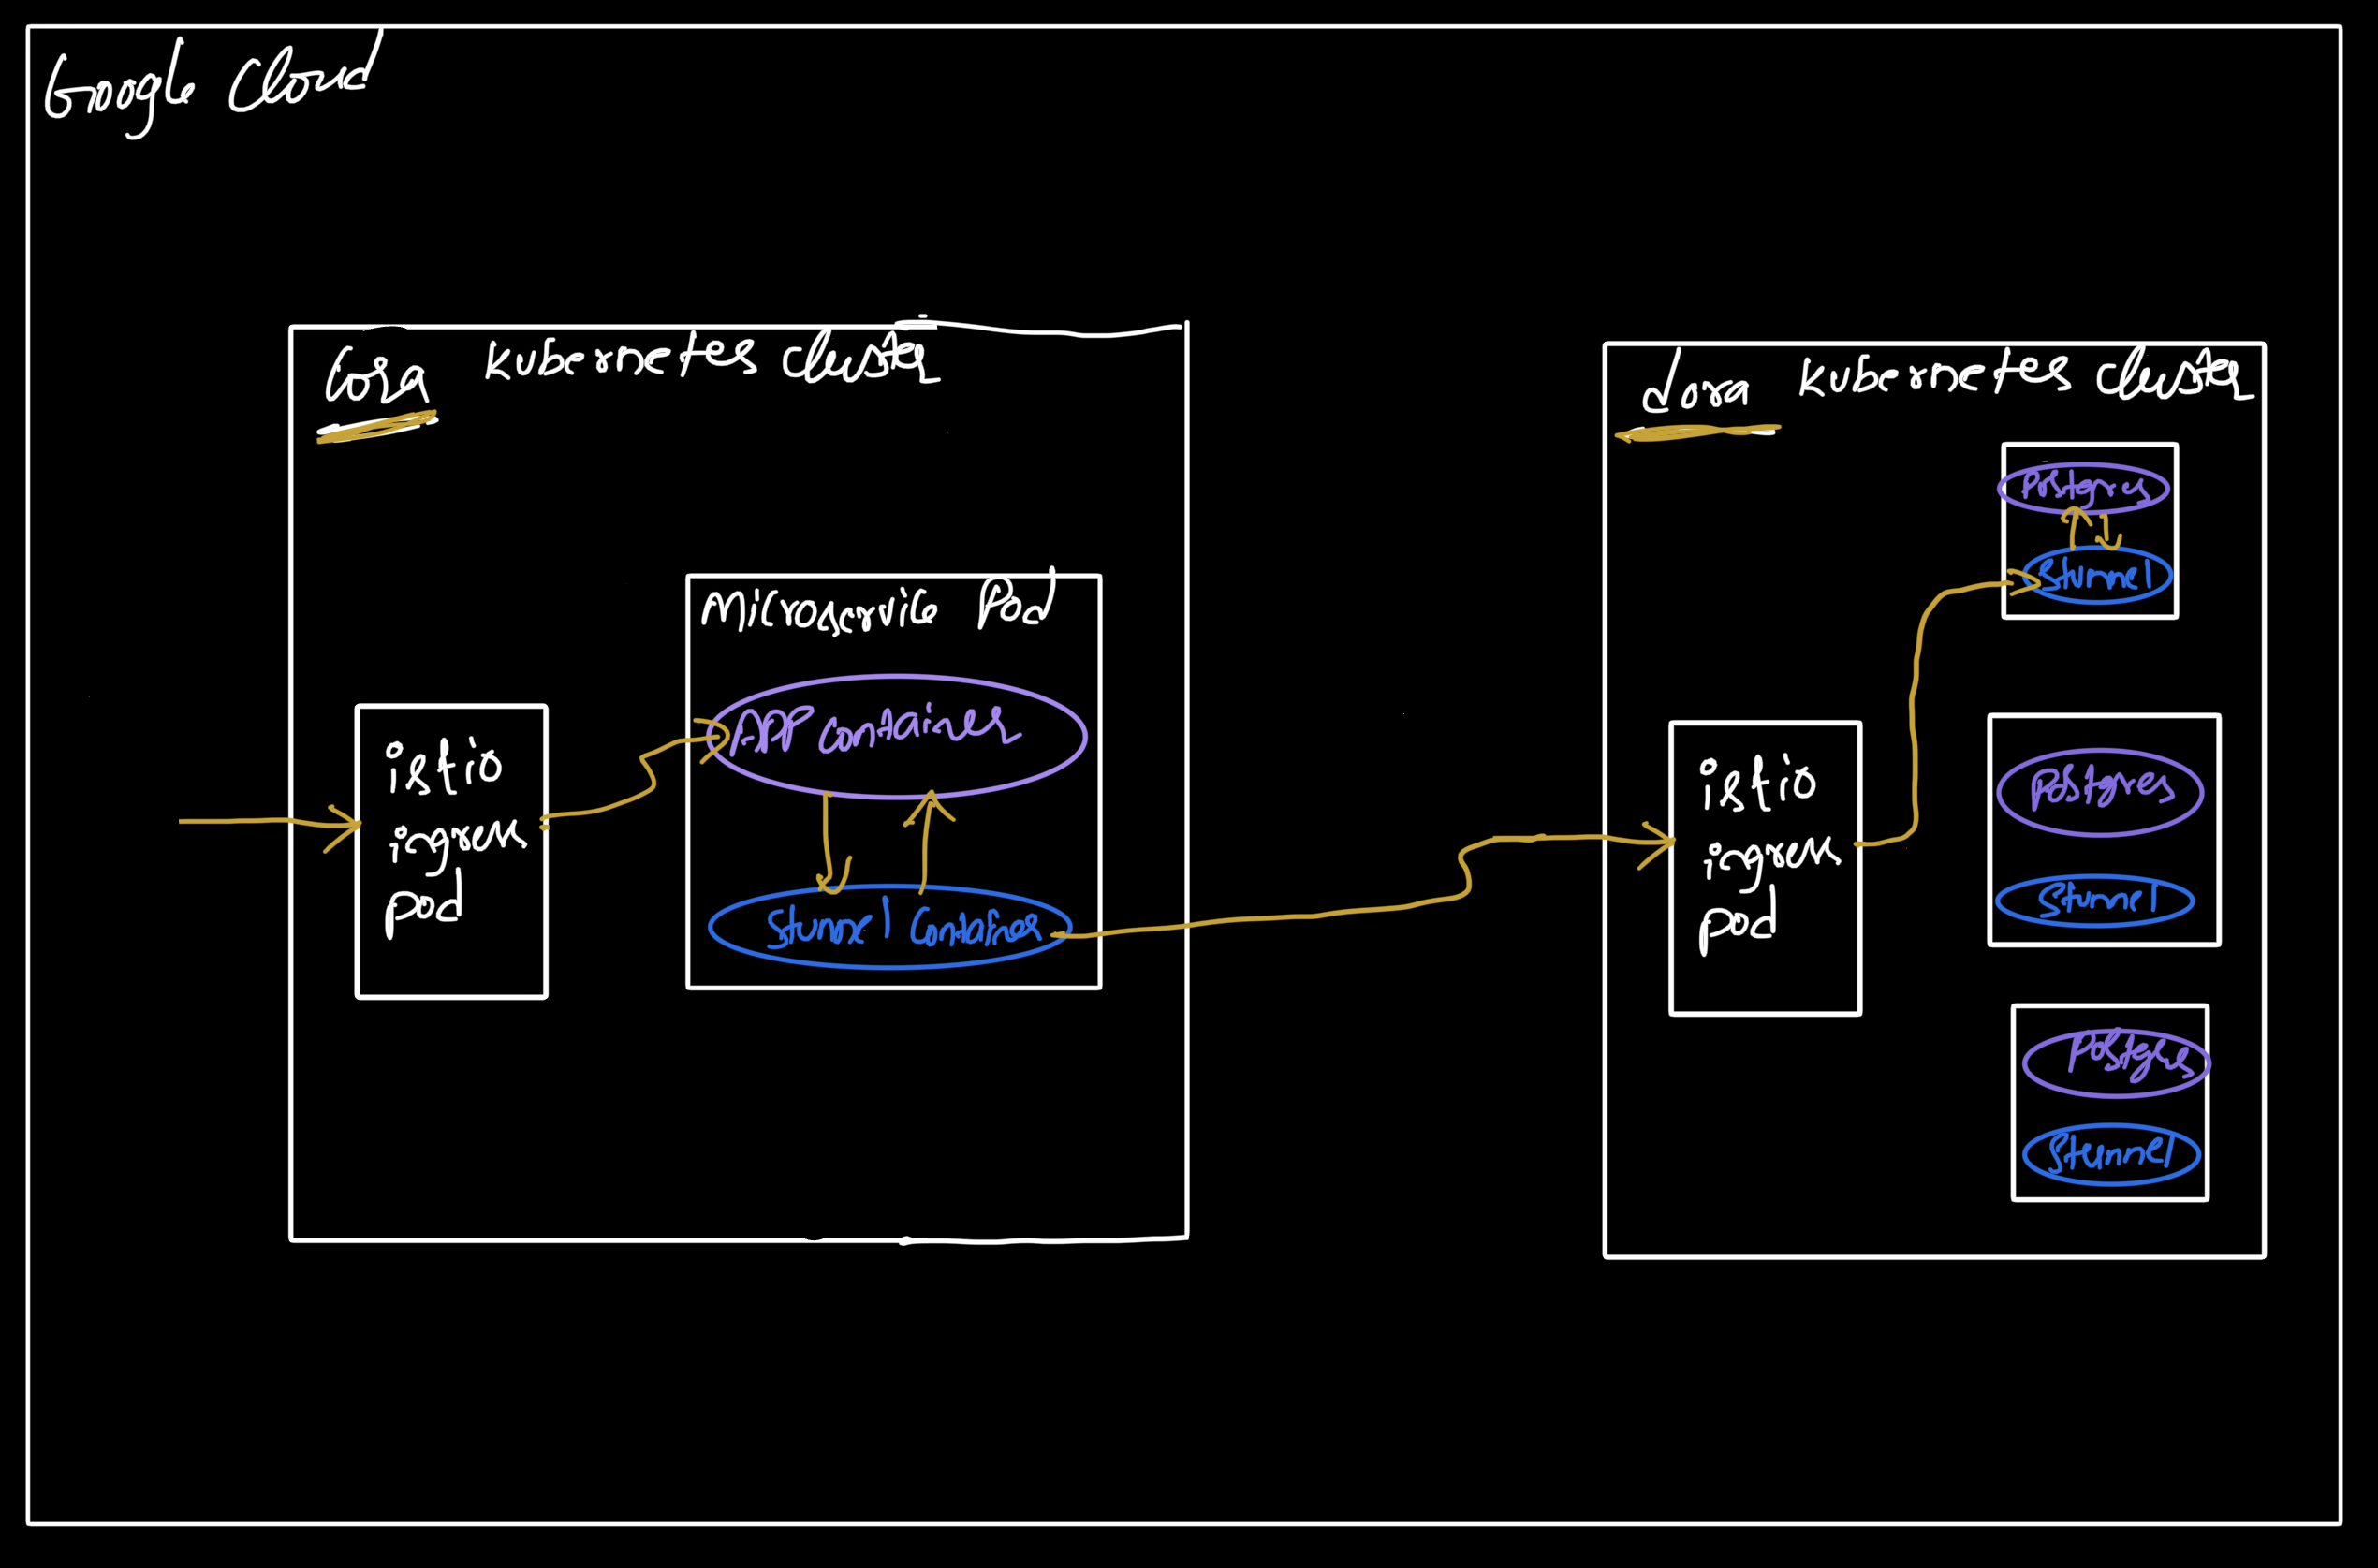 Google Cloud
Cora Kubernetes cluster
Microservice Pod
APP Container
Stunnel Container
istio
ingress
pod
dora Kubernetes cluster
istio
ingress
pod
Postgres
Stunnel
Postgres
Stunnel
Postgres
Stunnel